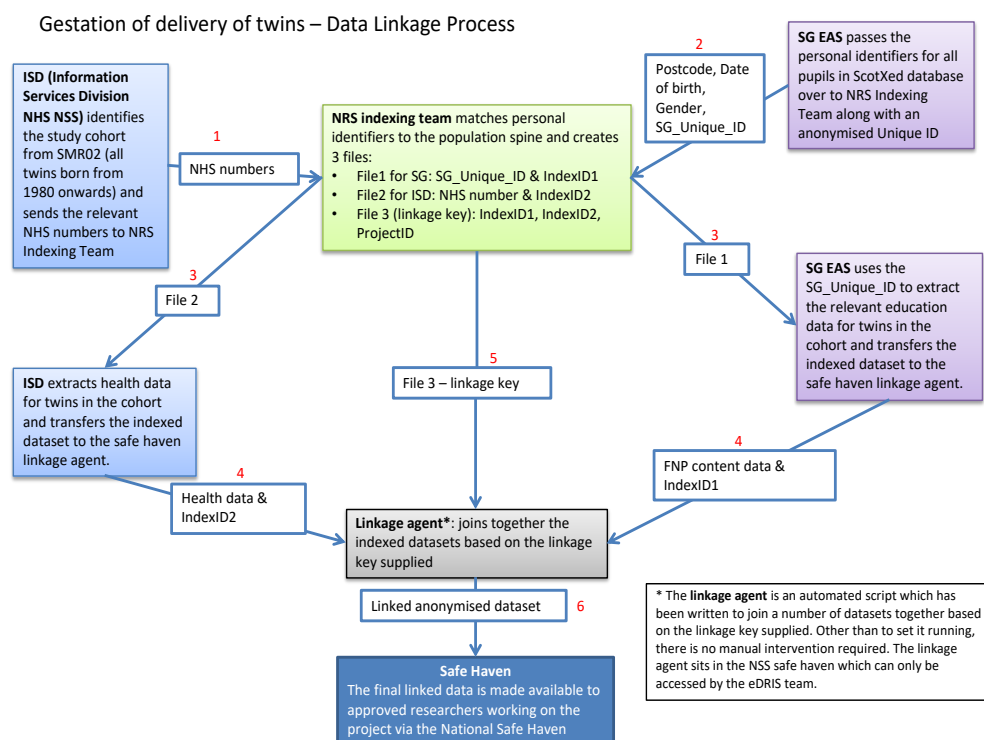 Gestation of delivery of twins – Data Linkage Process
ISD (Information
Services Division
NHS NSS) identifies
the study cohort
from SMR02 (all
twins born from
1980 onwards) and
sends the relevant
NHS numbers to NRS
Indexing Team
1
NHS numbers
NRS indexing team matches personal
identifiers to the population spine and creates
3 files:
• File1 for SG: SG_Unique_ID & IndexID1
• File2 for ISD: NHS number & IndexID2
• File 3 (linkage key): IndexID1, IndexID2,
ProjectID
2
Postcode, Date
of birth,
Gender,
SG_Unique_ID
SG EAS passes the
personal identifiers for all
pupils in ScotXed database
over to NRS Indexing
Team along with an
anonymised Unique ID
3
File 2
3
File 1
SG EAS uses the
SG_Unique_ID to extract
the relevant education
data for twins in the
cohort and transfers the
indexed dataset to the
safe haven linkage agent.
ISD extracts health data
for twins in the cohort
and transfers the indexed
dataset to the safe haven
linkage agent.
5
File 3 – linkage key
4
Health data &
IndexID2
4
FNP content data &
IndexID1
Linkage agent*: joins together the
indexed datasets based on the linkage
key supplied
Linked anonymised dataset
6
Safe Haven
The final linked data is made available to
approved researchers working on the
project via the National Safe Haven
* The linkage agent is an automated script which has
been written to join a number of datasets together based
on the linkage key supplied. Other than to set it running,
there is no manual intervention required. The linkage
agent sits in the NSS safe haven which can only be
accessed by the eDRIS team.